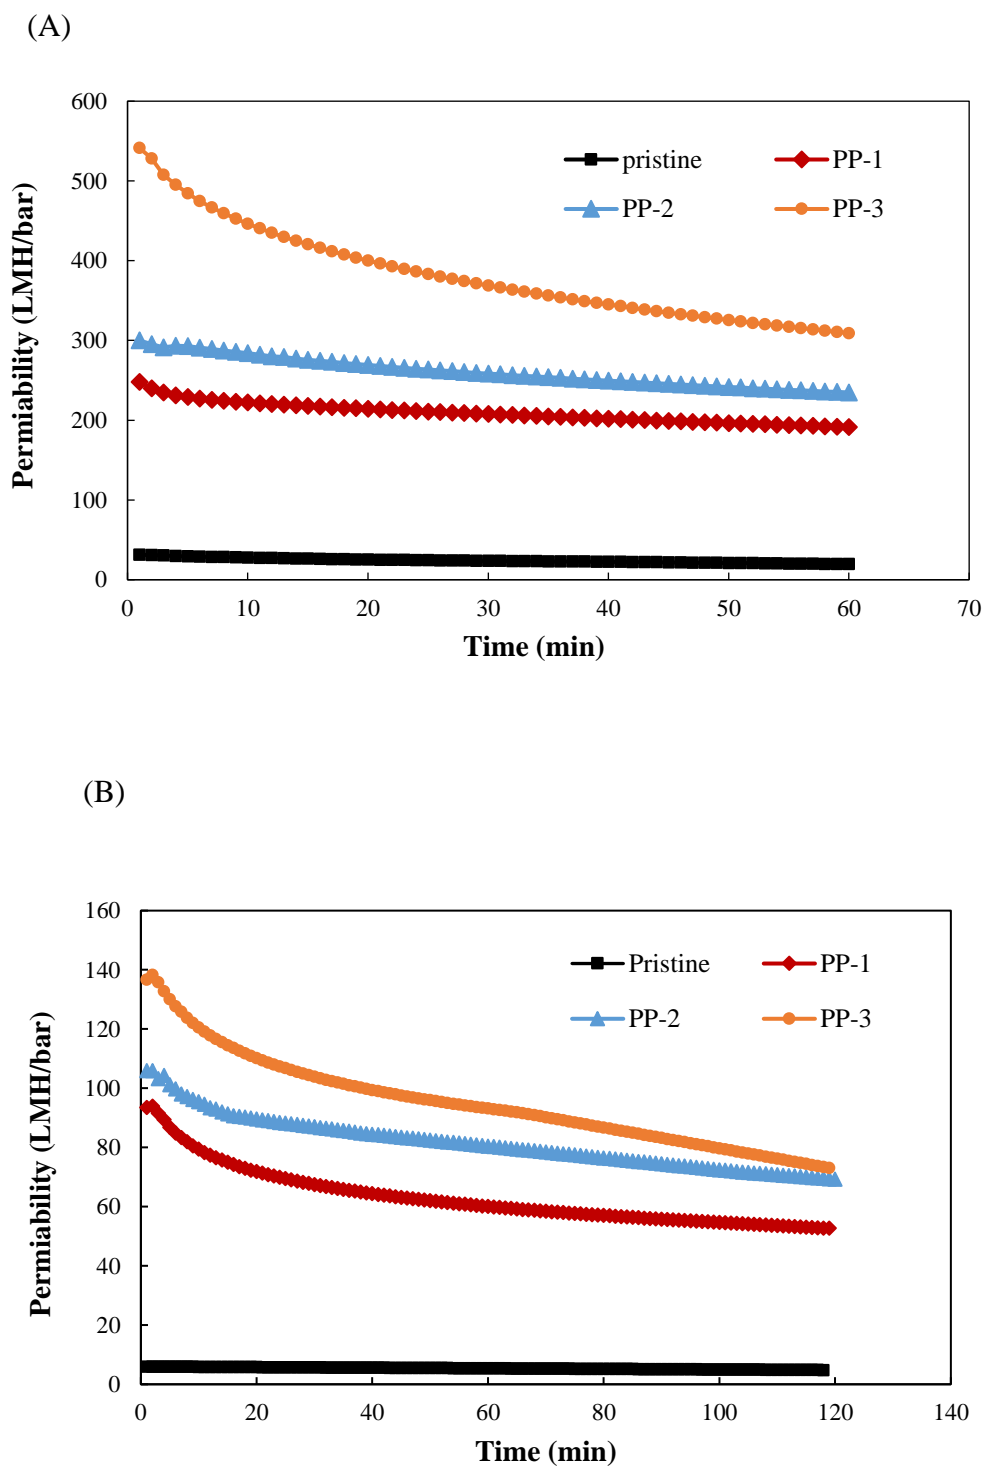 (A)
600
500
400
300
200
100
0
0 10 20 30 40 50 60 70
Permiability (LMH/bar)
Time (min)
pristine PP-1
PP-2 PP-3
(B)
160
140
120
100
80
60
40
20
0
0 20 40 60 80 100 120 140
Permiability (LMH/bar)
Time (min)
Pristine PP-1
PP-2 PP-3